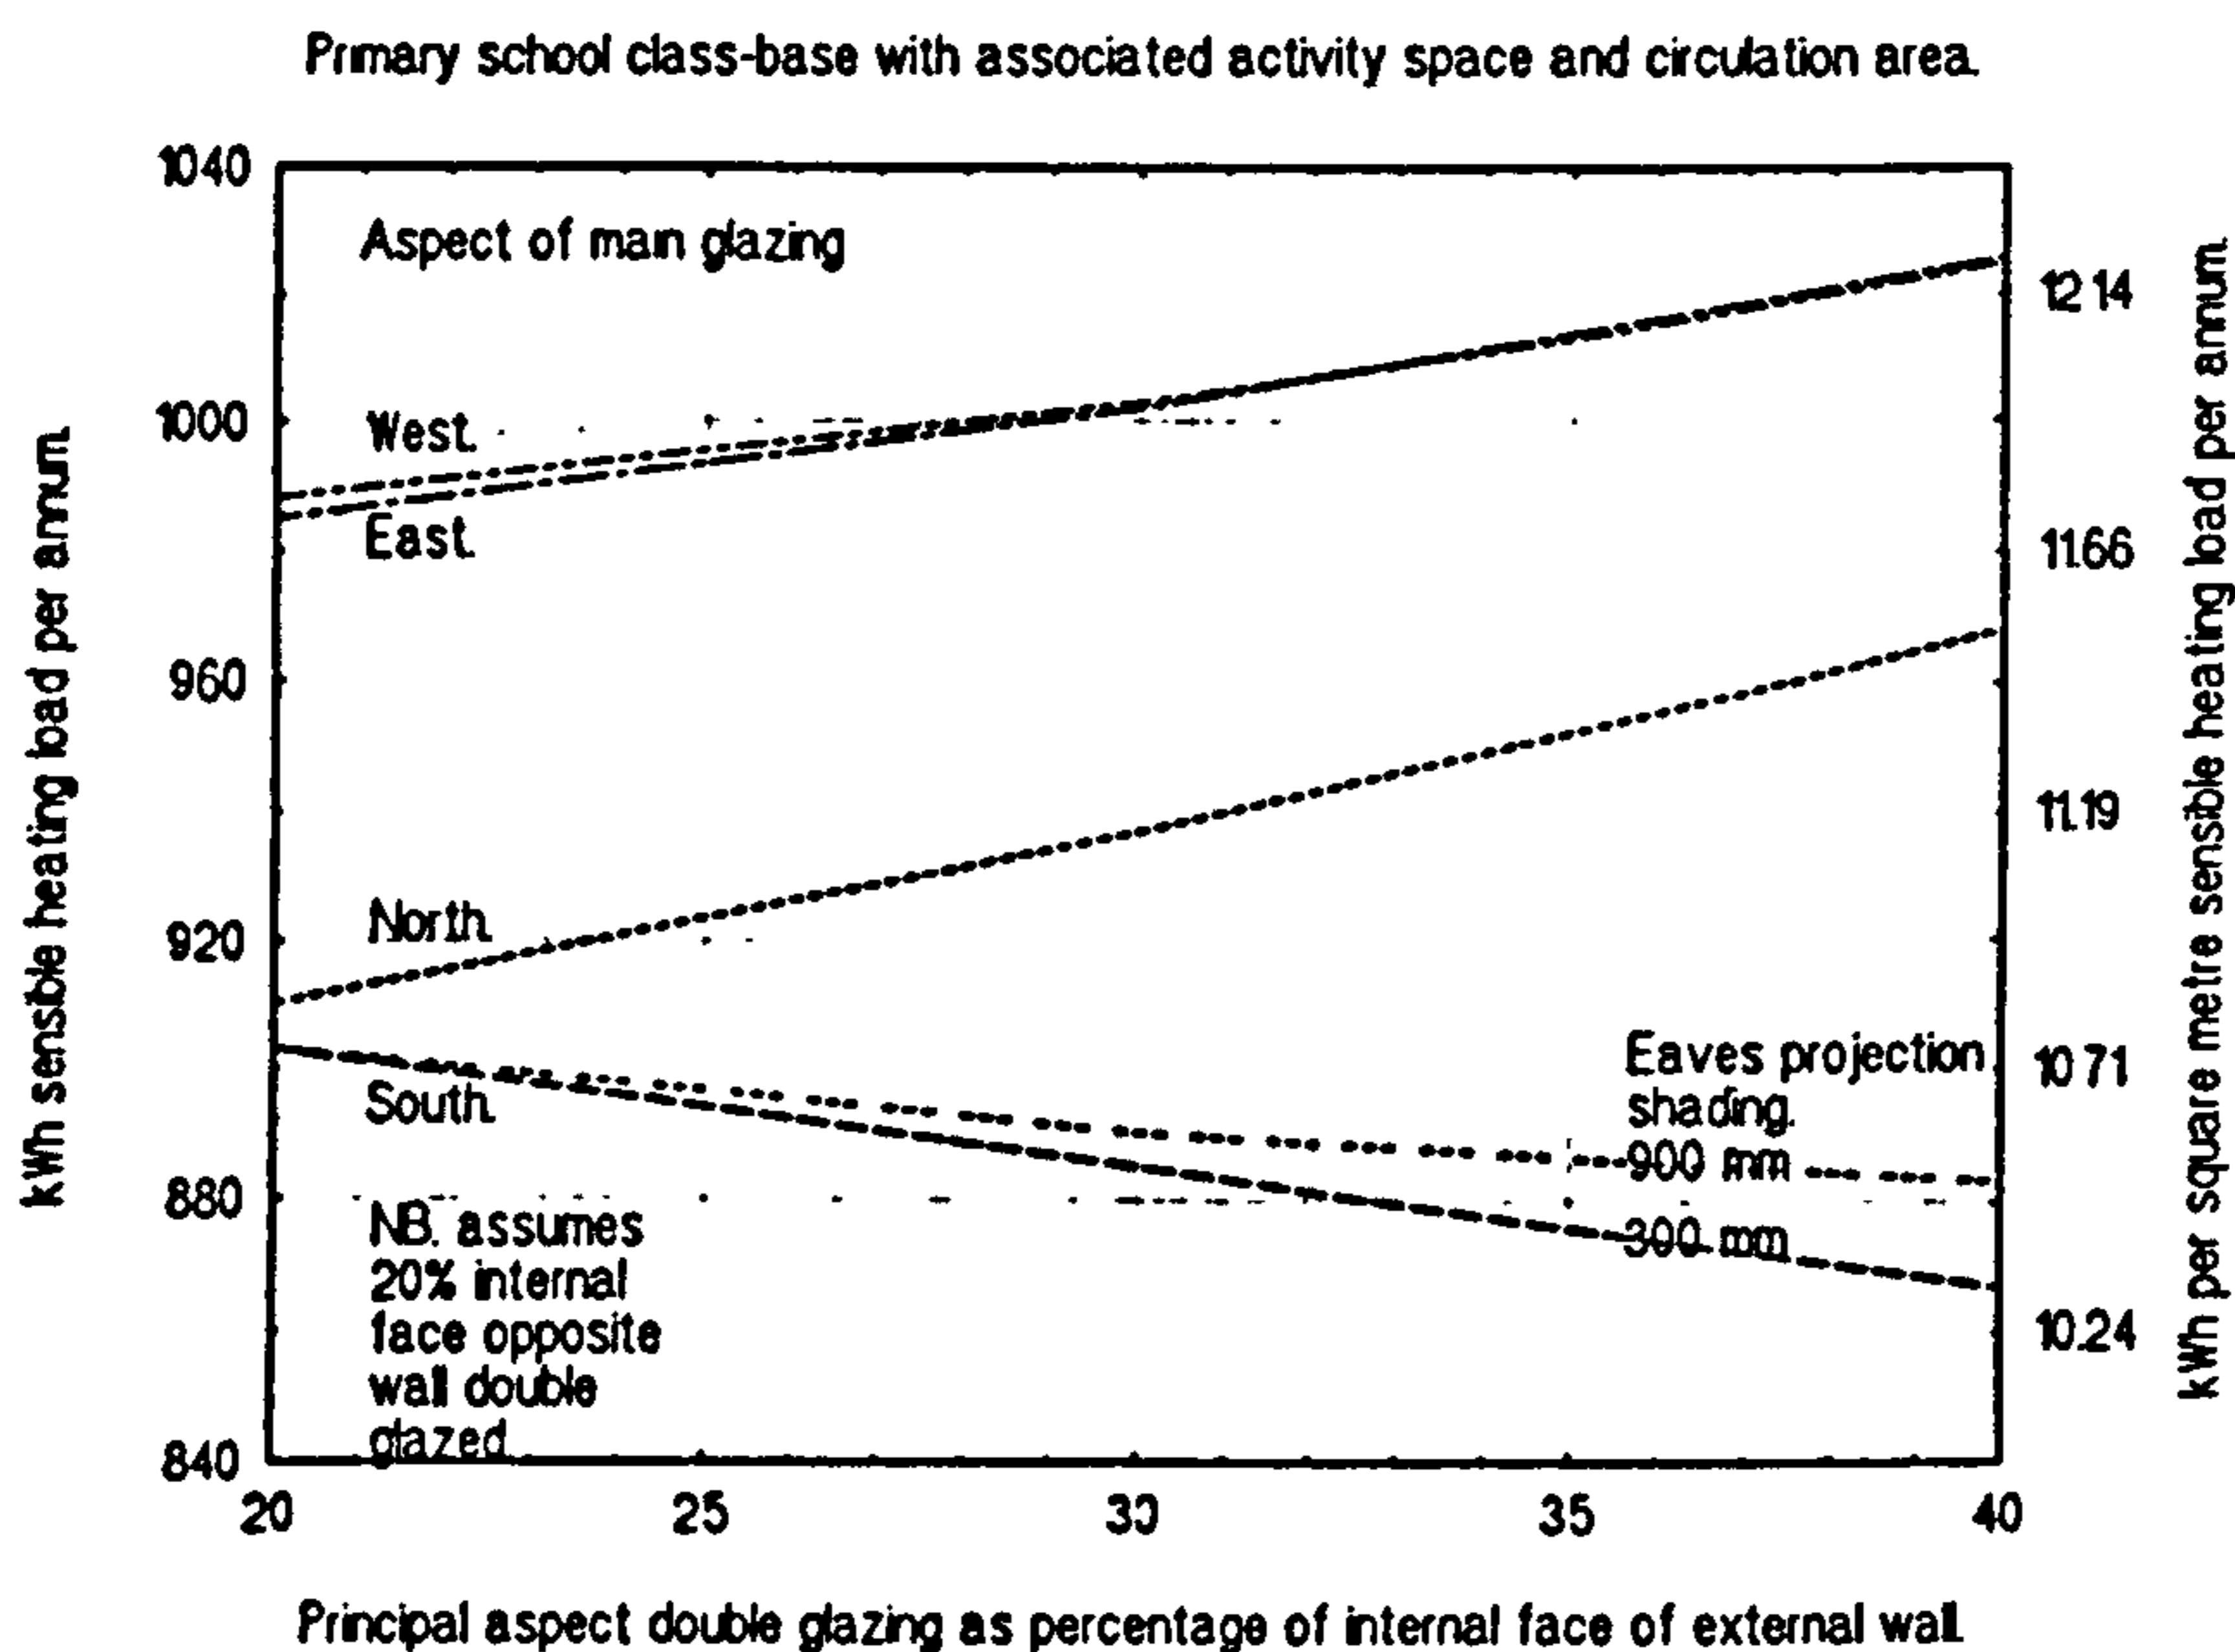 Primary school class-base with associated activity space and circulation area.
1040
1000
960
920
880
840
kWh sensible heating load per annum.
Aspect of main glazing
West.
East.
North.
South.
Eaves projection
shading.
900 mm
300 mm
NB. assumes
20% internal
face opposite
wall double
glazed
12 14
11.66
11.19
10 71
10.24
kWh per square metre sensible heating load per annum.
20
25
30
35
40
Principal aspect double glazing as percentage of internal face of external wall.